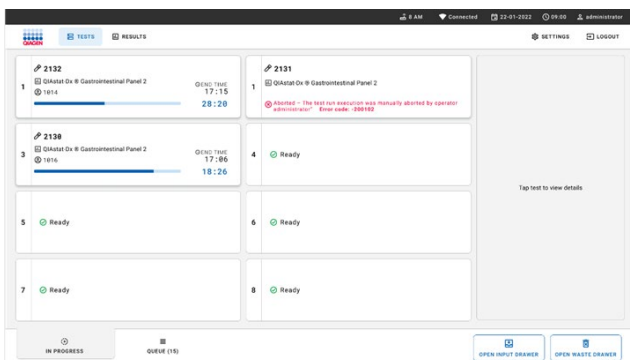 8 AM Connected 22-01-2022 09:00 administrator
QIAGEN TESTS RESULTS SETTINGS LOGOUT
1
2132
QIAstat-Dx ® Gastrointestinal Panel 2
1014
END TIME
17:15
28:20
1
2131
QIAstat-Dx ® Gastrointestinal Panel 2
Aborted – The test run execution was manually aborted by operator
administrator" Error code: -200103
3
2130
QIAstat-Dx ® Gastrointestinal Panel 2
1016
END TIME
17:06
18:26
4 Ready
Tap test to view details
5 Ready
6 Ready
7 Ready
8 Ready
IN PROGRESS
QUEUE (15)
OPEN INPUT DRAWER
OPEN WASTE DRAWER